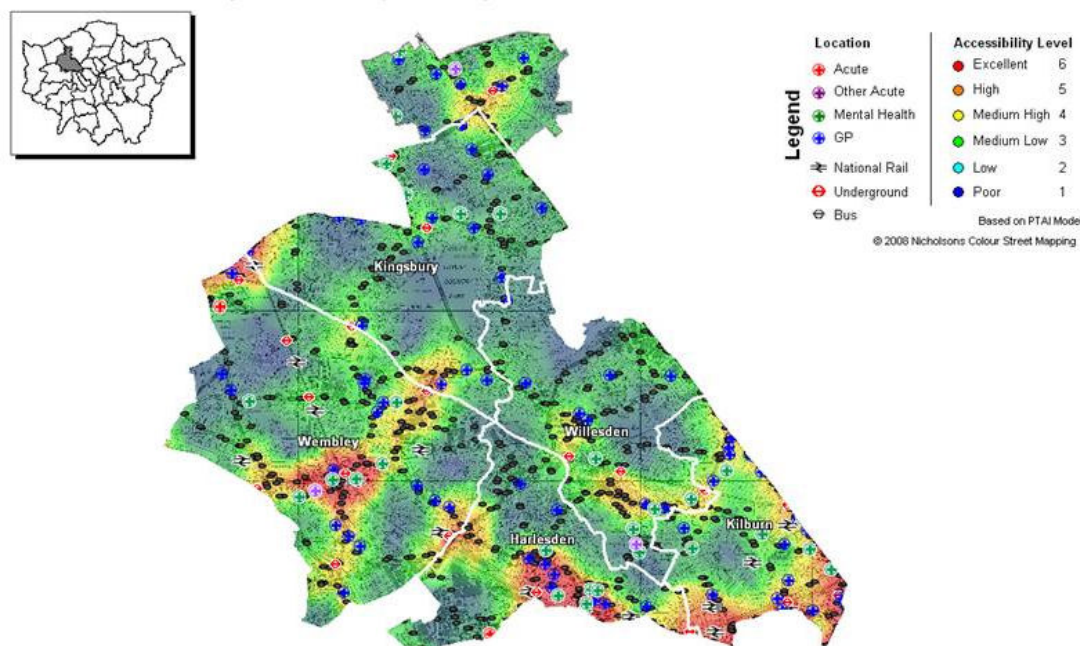 Legend
Location
Acute
Other Acute
Mental Health
GP
National Rail
Underground
Bus
Accessibility Level
Excellent 6
High 5
Medium High 4
Medium Low 3
Low 2
Poor 1
Based on PTAI Mode
© 2008 Nicholsons Colour Street Mapping
Kingsbury
Wembley
Willesden
Kilburn
Harlesden